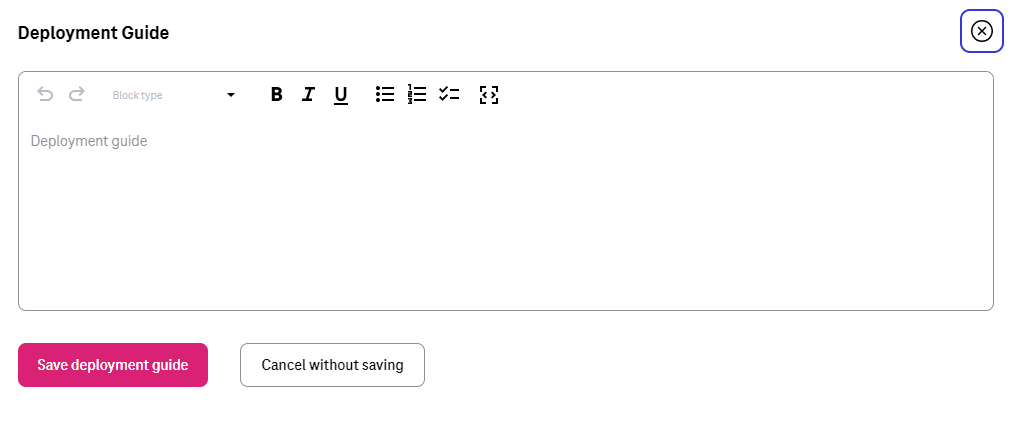 Deployment Guide
Block type B I U
Deployment guide
Save deployment guide Cancel without saving